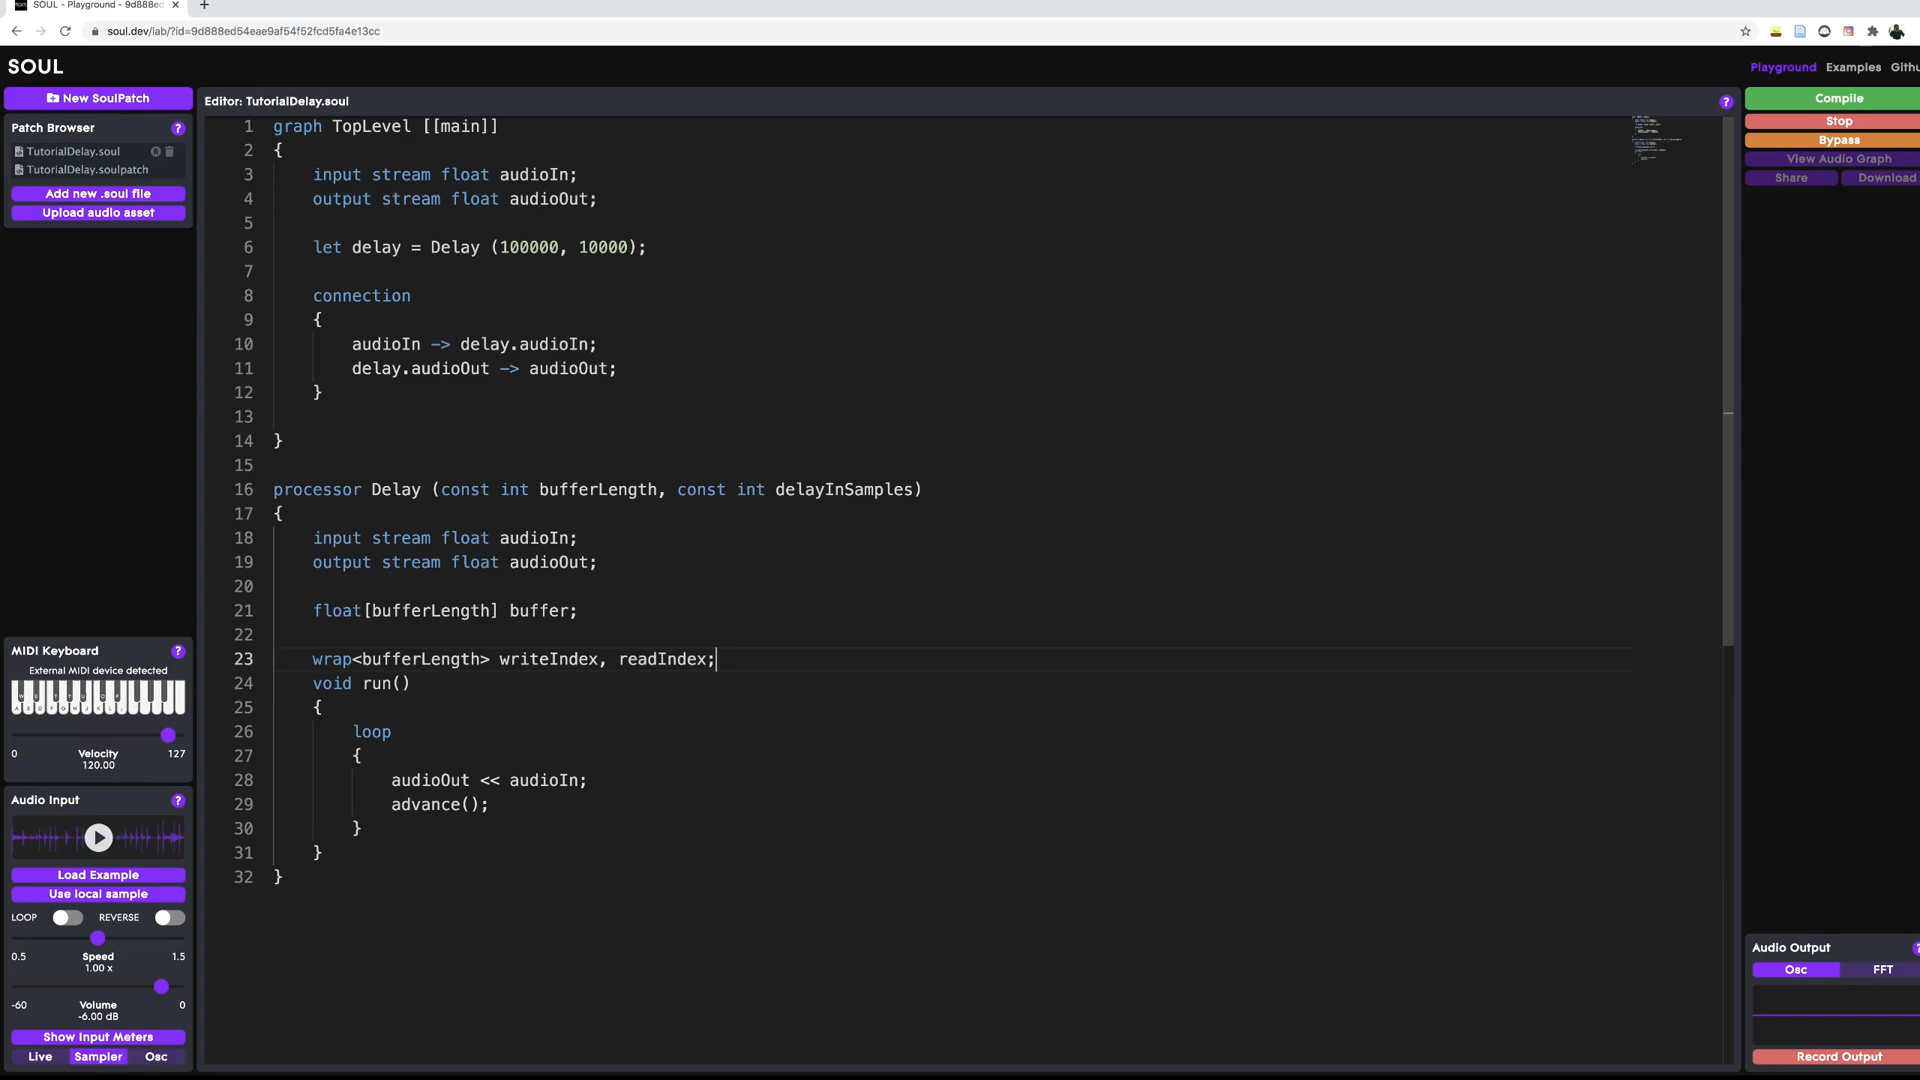 SOUL - Playground - 9d888ed
soul.dev/lab/?id=9d888ed54eae9af54f52fcd5fa4e13cc
SOUL
Playground Examples Githu
New SoulPatch
Patch Browser ?
TutorialDelay.soul
TutorialDelay.soulpatch
Add new .soul file
Upload audio asset
MIDI Keyboard ?
External MIDI device detected
0 Velocity 127
120.00
Audio Input ?
Load Example
Use local sample
LOOP REVERSE
0.5 Speed 1.5
1.00 x
-60 Volume 0
-6.00 dB
Show Input Meters
Live Sampler Osc
Editor: TutorialDelay.soul ?
1 graph TopLevel [[main]]
2 {
3 input stream float audioIn;
4 output stream float audioOut;
5
6 let delay = Delay (100000, 10000);
7
8 connection
9 {
10 audioIn -> delay.audioIn;
11 delay.audioOut -> audioOut;
12 }
13
14 }
15
16 processor Delay (const int bufferLength, const int delayInSamples)
17 {
18 input stream float audioIn;
19 output stream float audioOut;
20
21 float[bufferLength] buffer;
22
23 wrap<bufferLength> writeIndex, readIndex;
24 void run()
25 {
26 loop
27 {
28 audioOut << audioIn;
29 advance();
30 }
31 }
32 }
Compile
Stop
Bypass
View Audio Graph
Share Download
Audio Output ?
Osc FFT
Record Output